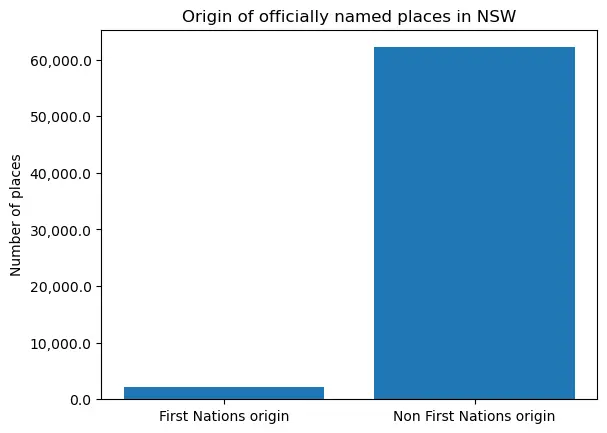 Origin of officially named places in NSW
Number of places
60,000.0
50,000.0
40,000.0
30,000.0
20,000.0
10,000.0
0.0
First Nations origin
Non First Nations origin